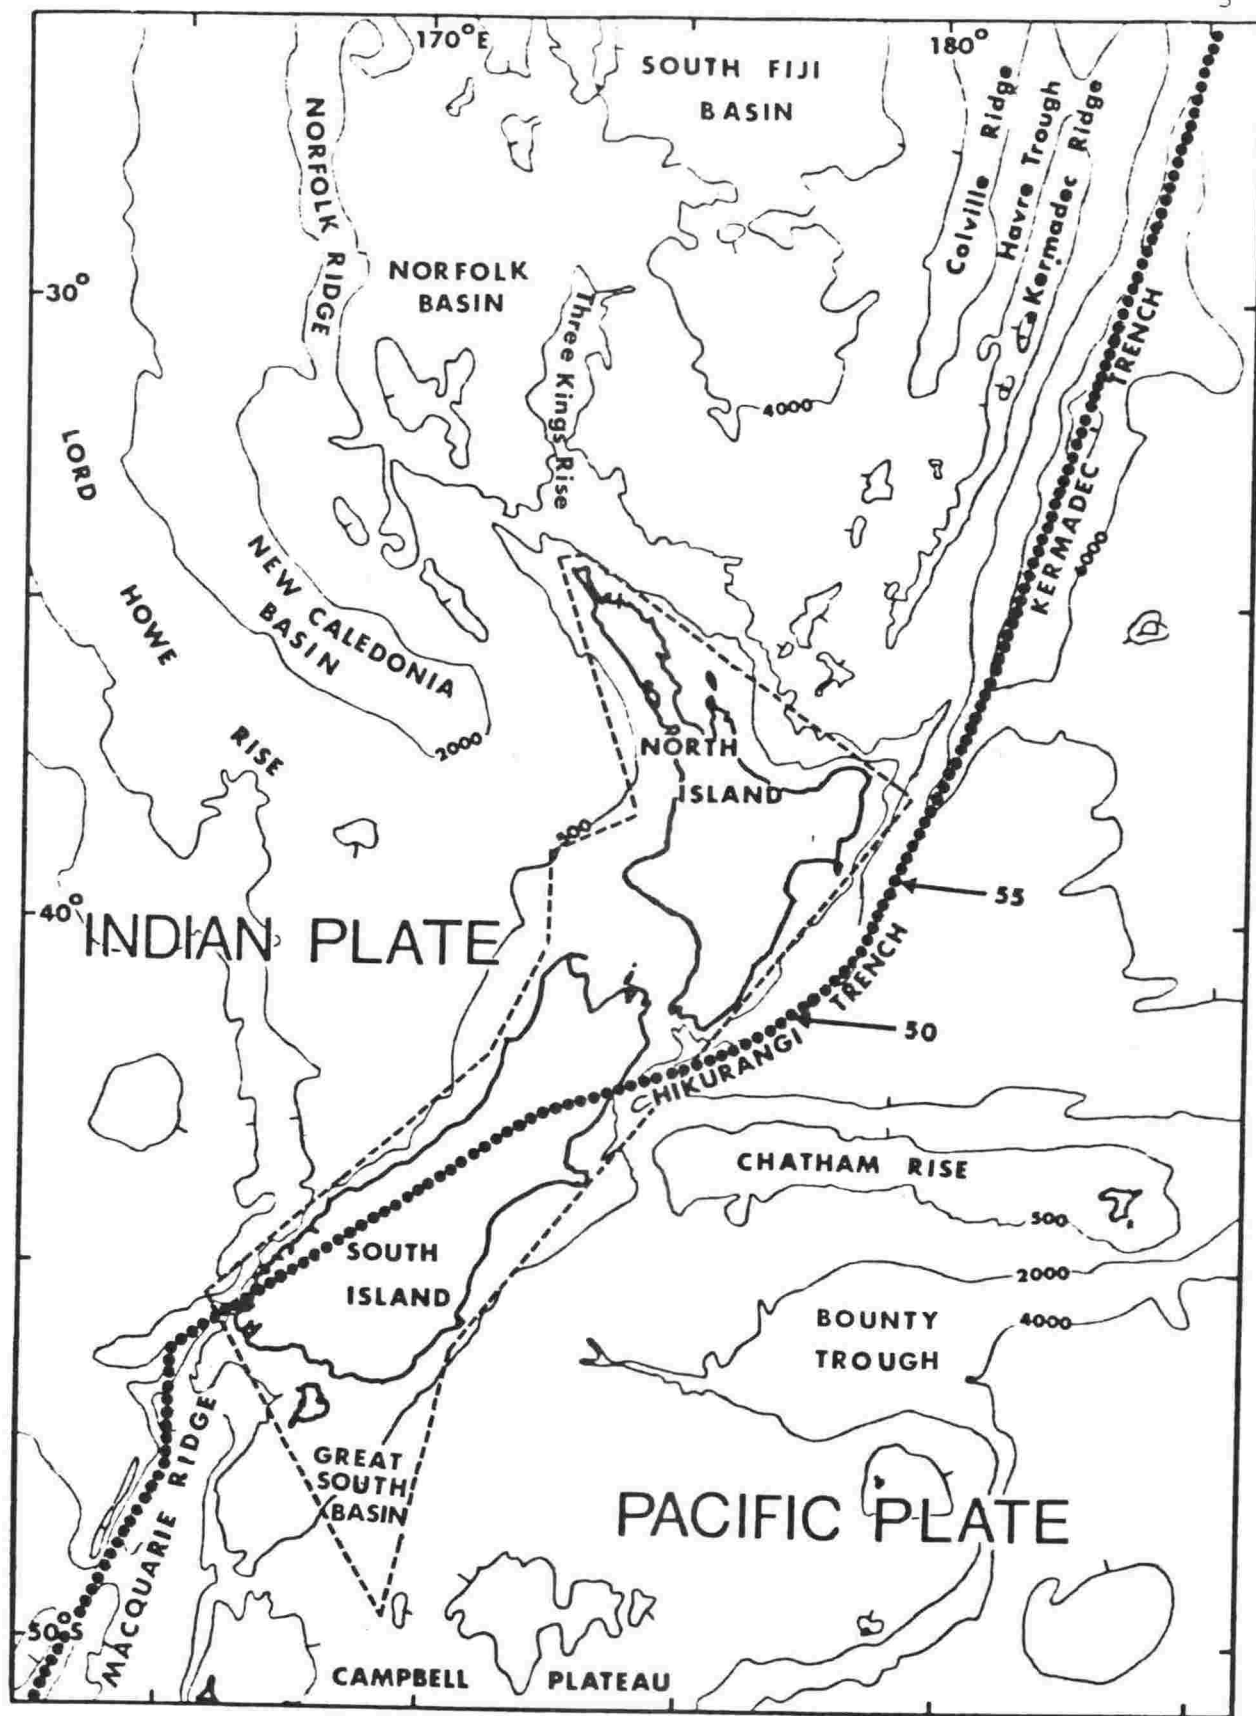 170°E
180°
SOUTH FIJI
BASIN
NORFOLK RIDGE
Colville Ridge
Havre Trough
Kermadec Ridge
30°
NORFOLK
BASIN
Three Kings Rise
KERMADEC TRENCH
4000
LORD
HOWE
RISE
6000
NEW CALEDONIA
BASIN
2000
NORTH
ISLAND
500
55
40°
INDIAN PLATE
50
CHIKURANGI TRENCH
CHATHAM RISE
500
SOUTH
ISLAND
2000
4000
BOUNTY
TROUGH
MACQUARIE RIDGE
GREAT
SOUTH
BASIN
PACIFIC PLATE
50°S
CAMPBELL PLATEAU